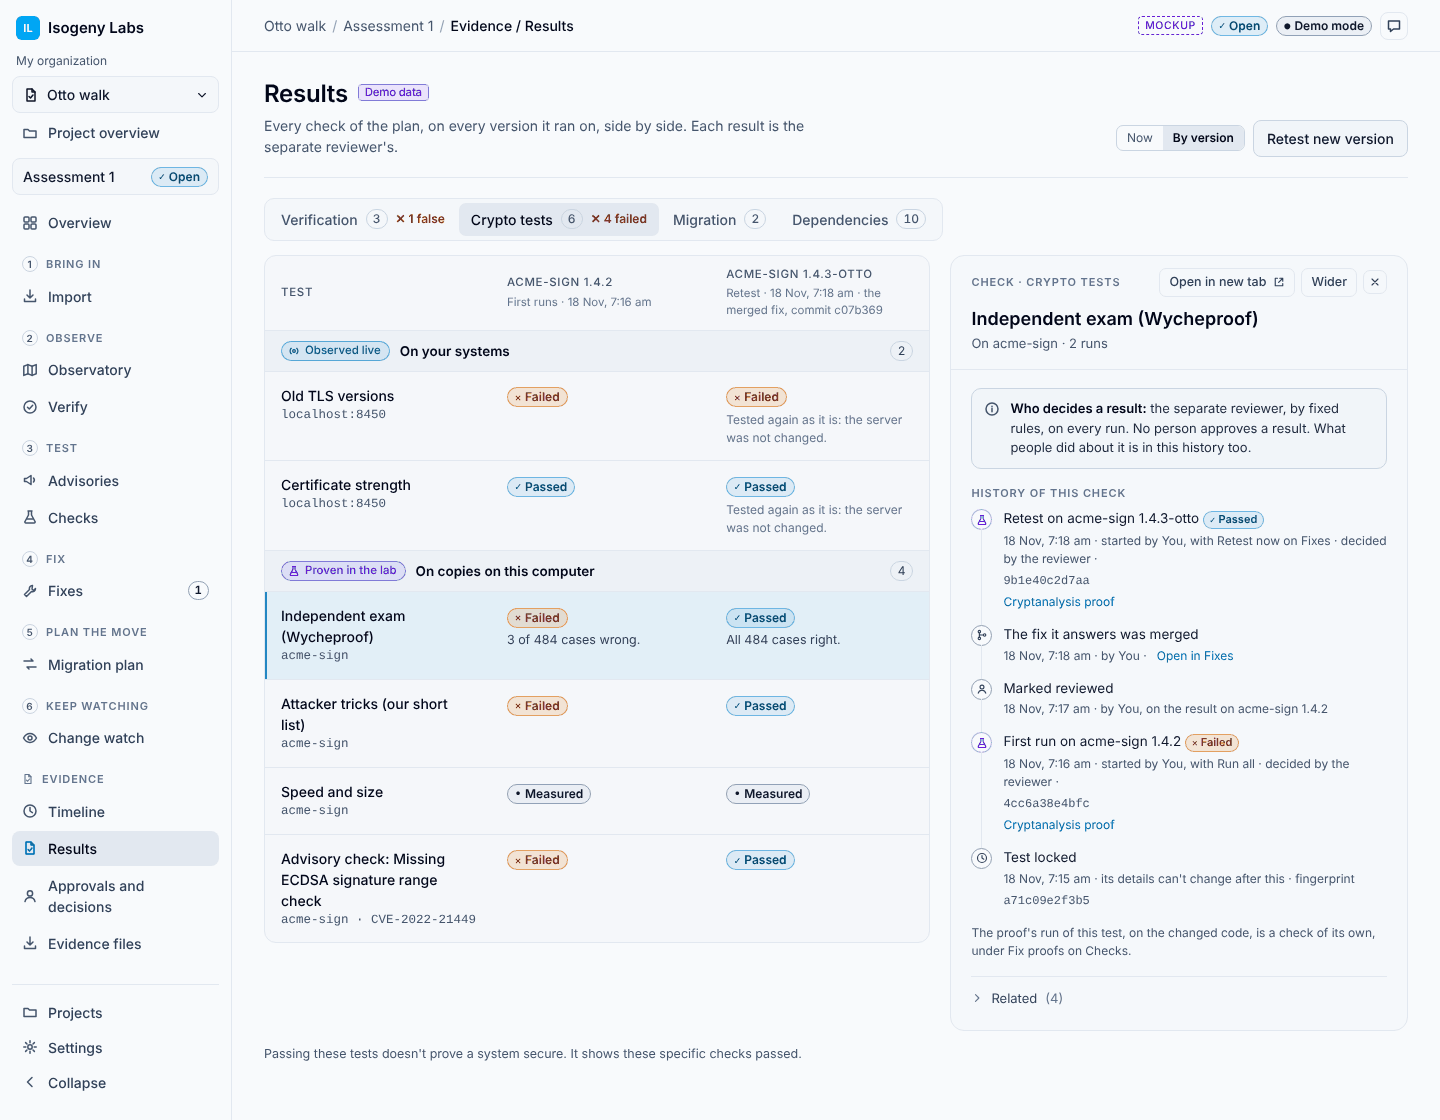 IL Isogeny Labs
My organization
Otto walk
Project overview
Assessment 1 ✓ Open
Overview
1 BRING IN
Import
2 OBSERVE
Observatory
Verify
3 TEST
Advisories
Checks
4 FIX
Fixes 1
5 PLAN THE MOVE
Migration plan
6 KEEP WATCHING
Change watch
EVIDENCE
Timeline
Results
Approvals and
decisions
Evidence files
Projects
Settings
Collapse
Otto walk / Assessment 1 / Evidence / Results
MOCKUP ✓ Open • Demo mode
Results Demo data
Every check of the plan, on every version it ran on, side by side. Each result is the
separate reviewer's.
Now By version Retest new version
Verification 3 ✕ 1 false Crypto tests 6 ✕ 4 failed Migration 2 Dependencies 10
TEST
ACME-SIGN 1.4.2
First runs · 18 Nov, 7:16 am
ACME-SIGN 1.4.3-OTTO
Retest · 18 Nov, 7:18 am · the
merged fix, commit c07b369
Observed live On your systems 2
Old TLS versions
localhost:8450
× Failed
× Failed
Tested again as it is: the server
was not changed.
Certificate strength
localhost:8450
✓ Passed
✓ Passed
Tested again as it is: the server
was not changed.
Proven in the lab On copies on this computer 4
Independent exam
(Wycheproof)
acme-sign
× Failed
3 of 484 cases wrong.
✓ Passed
All 484 cases right.
Attacker tricks (our short
list)
acme-sign
× Failed
✓ Passed
Speed and size
acme-sign
• Measured
• Measured
Advisory check: Missing
ECDSA signature range
check
acme-sign · CVE-2022-21449
× Failed
✓ Passed
Passing these tests doesn't prove a system secure. It shows these specific checks passed.
CHECK · CRYPTO TESTS Open in new tab Wider ×
Independent exam (Wycheproof)
On acme-sign · 2 runs
Who decides a result: the separate reviewer, by fixed
rules, on every run. No person approves a result. What
people did about it is in this history too.
HISTORY OF THIS CHECK
Retest on acme-sign 1.4.3-otto ✓ Passed
18 Nov, 7:18 am · started by You, with Retest now on Fixes · decided
by the reviewer ·
9b1e40c2d7aa
Cryptanalysis proof
The fix it answers was merged
18 Nov, 7:18 am · by You · Open in Fixes
Marked reviewed
18 Nov, 7:17 am · by You, on the result on acme-sign 1.4.2
First run on acme-sign 1.4.2 × Failed
18 Nov, 7:16 am · started by You, with Run all · decided by the
reviewer ·
4cc6a38e4bfc
Cryptanalysis proof
Test locked
18 Nov, 7:15 am · its details can't change after this · fingerprint
a71c09e2f3b5
The proof's run of this test, on the changed code, is a check of its own,
under Fix proofs on Checks.
Related (4)